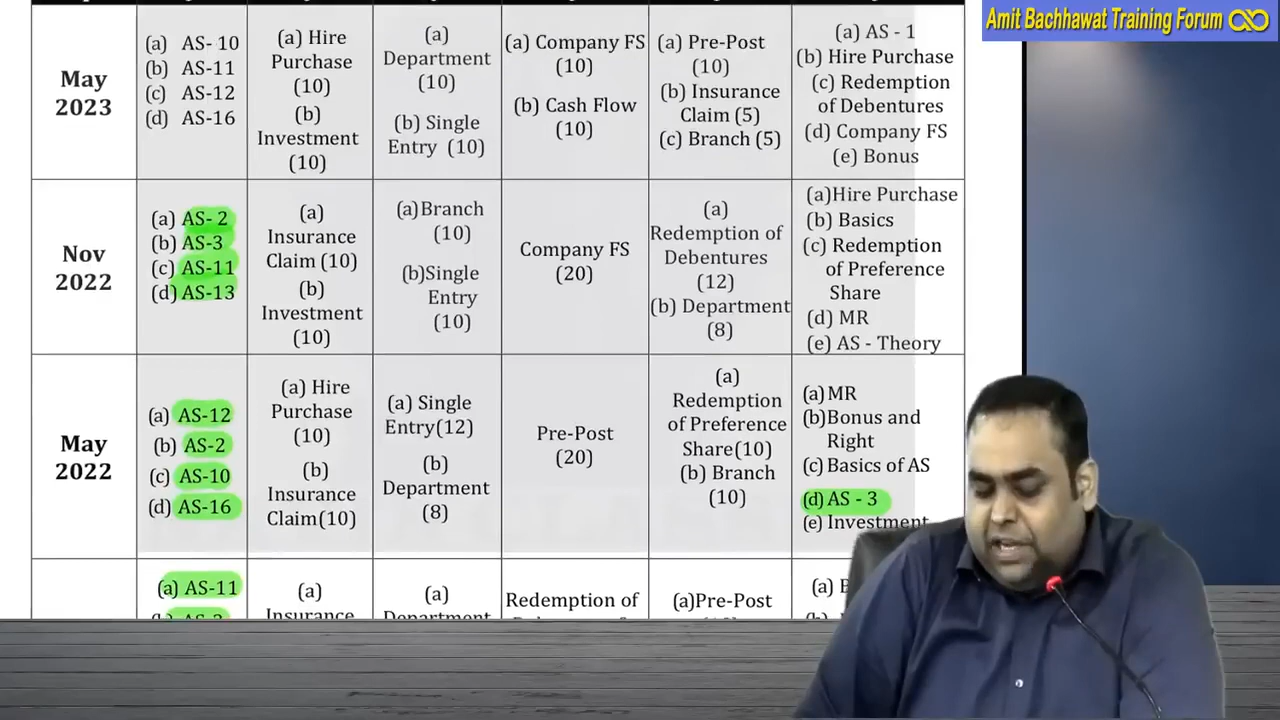 Amit Bachhawat Training Forum
May
2023
(a) AS- 10
(b) AS-11
(c) AS-12
(d) AS-16
(a) Hire
Purchase
(10)
(b)
Investment
(10)
(a)
Department
(10)
(b) Single
Entry (10)
(a) Company FS
(10)
(b) Cash Flow
(10)
(a) Pre-Post
(10)
(b) Insurance
Claim (5)
(c) Branch (5)
(a) AS - 1
(b) Hire Purchase
(c) Redemption
of Debentures
(d) Company FS
(e) Bonus
Nov
2022
(a) AS- 2
(b) AS-3
(c) AS-11
(d) AS-13
(a)
Insurance
Claim (10)
(b)
Investment
(10)
(a)Branch
(10)
(b)Single
Entry
(10)
Company FS
(20)
(a)
Redemption of
Debentures
(12)
(b) Department
(8)
(a)Hire Purchase
(b) Basics
(c) Redemption
of Preference
Share
(d) MR
(e) AS - Theory
May
2022
(a) AS-12
(b) AS-2
(c) AS-10
(d) AS-16
(a) Hire
Purchase
(10)
(b)
Insurance
Claim(10)
(a) Single
Entry(12)
(b)
Department
(8)
Pre-Post
(20)
(a)
Redemption
of Preference
Share(10)
(b) Branch
(10)
(a)MR
(b)Bonus and
Right
(c)Basics of AS
(d) AS - 3
(e) Investment
(a) AS-11
(a)
Insurance
(a)
Department
Redemption of
(a)Pre-Post
(a)